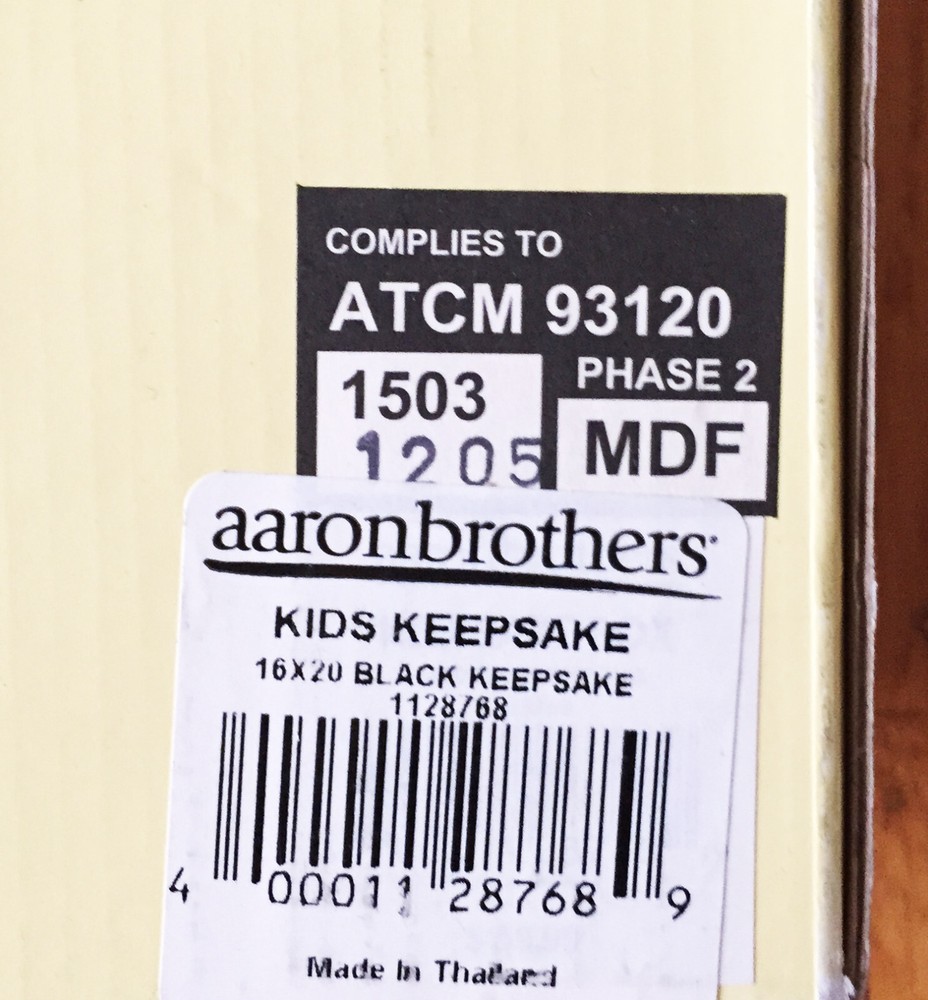 COMPLIES TO
ATCM 93120
PHASE 2
1503
1205
MDF
aaronbrothers
KIDS KEEPSAKE
16X20 BLACK KEEPSAKE
1128768
4 00011 28768 9
Made In Thailand